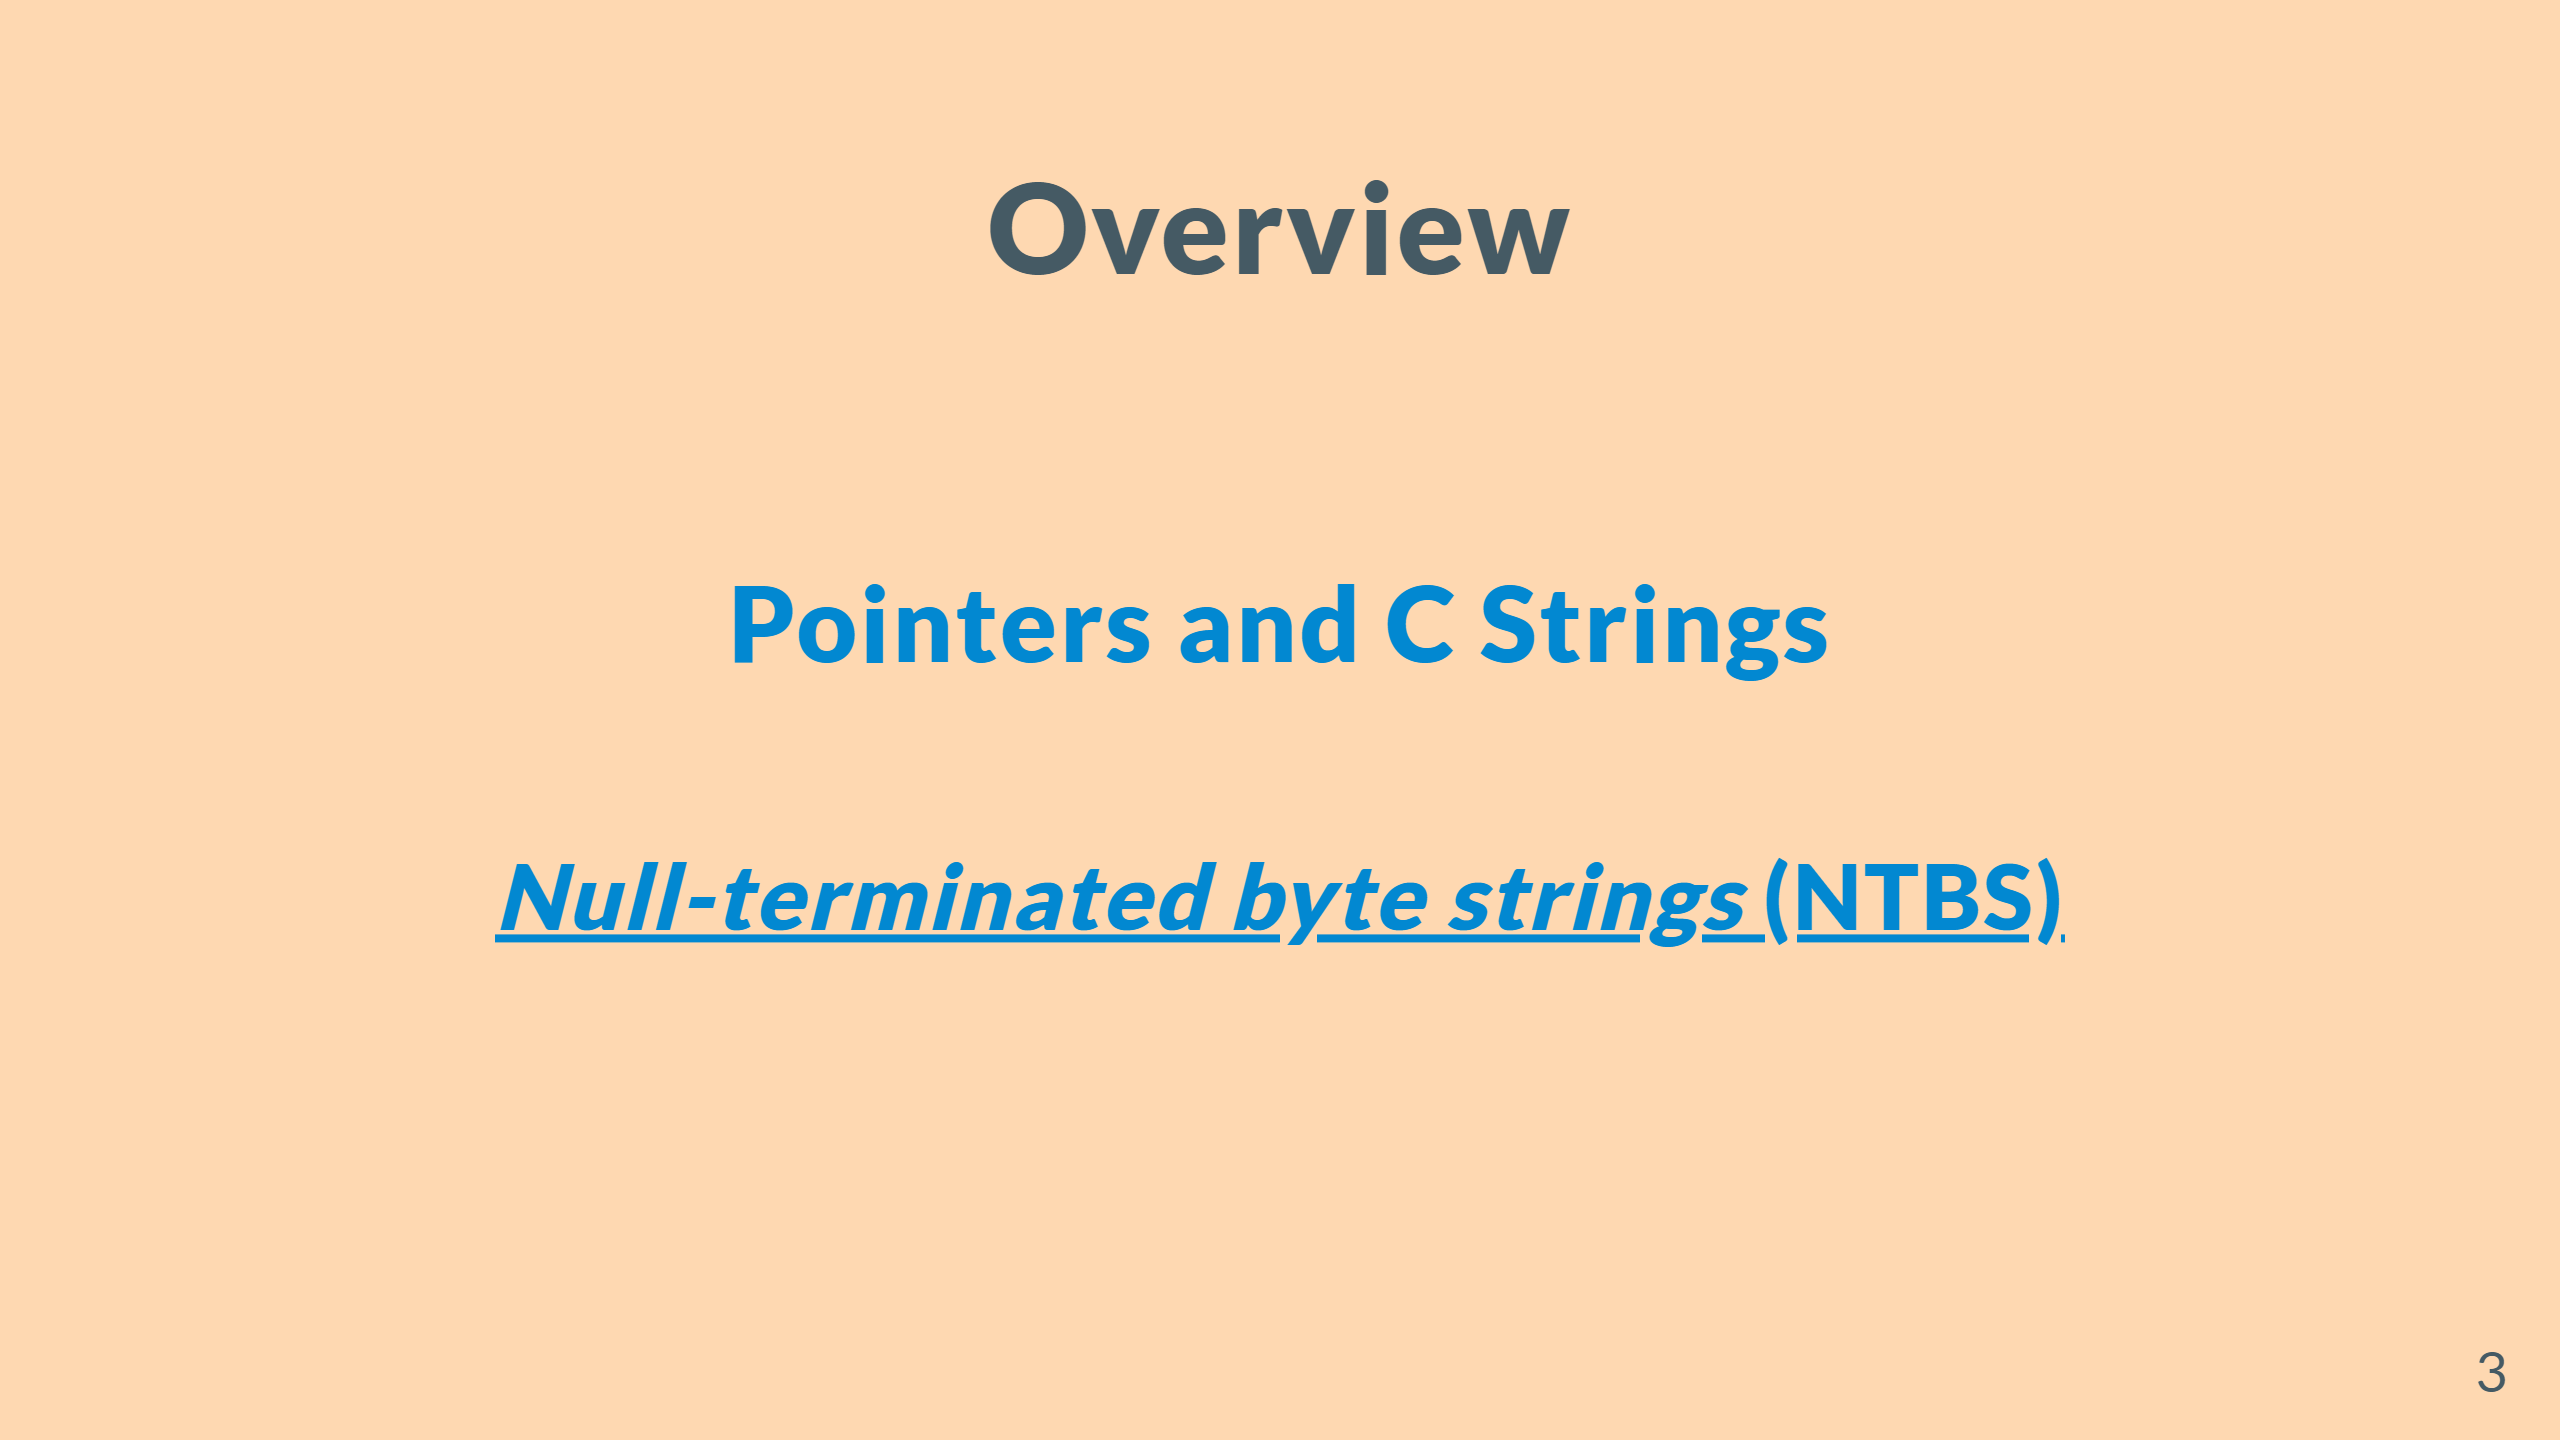 Overview
Pointers and C Strings
Null-terminated byte strings (NTBS)
3